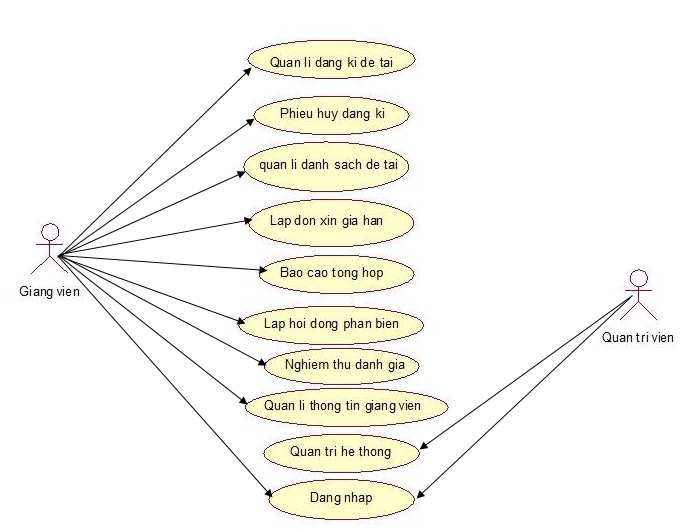 Quan li dang ki de tai
Phieu huy dang ki
quan li danh sach de tai
Lap don xin gia han
Bao cao tong hop
Giang vien
Lap hoi dong phan bien
Quan tri vien
Nghiem thu danh gia
Quan li thong tin giang vien
Quan tri he thong
Dang nhap